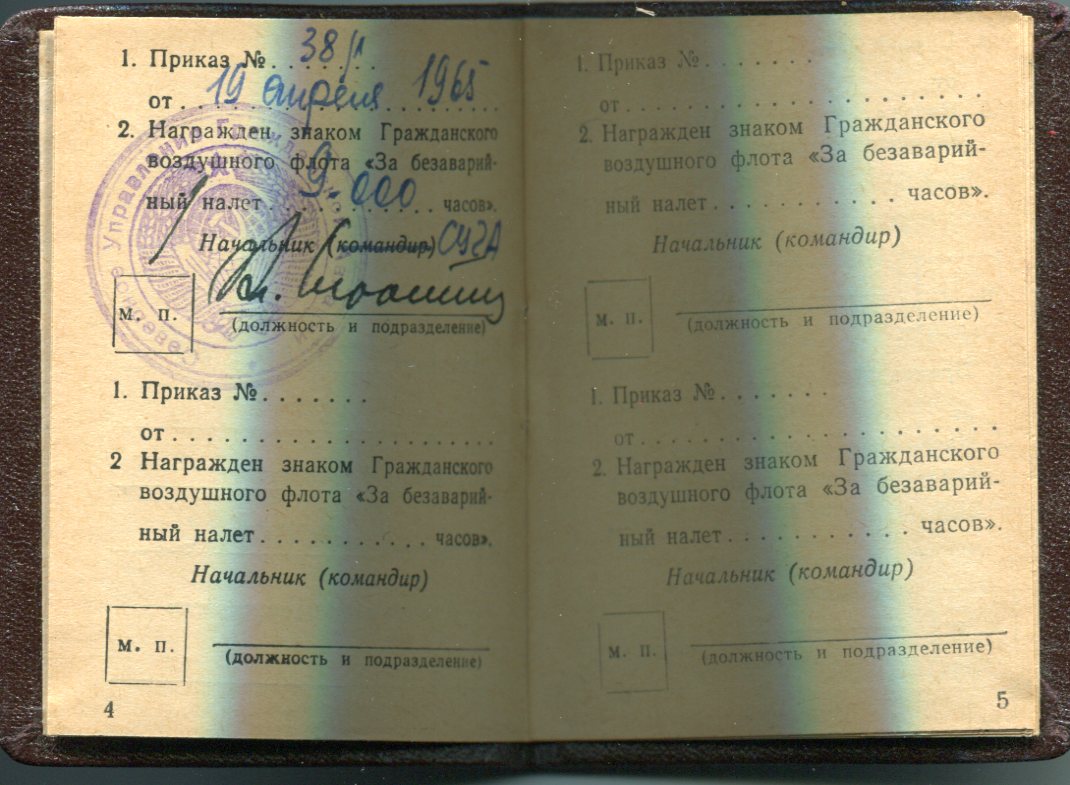 1. Приказ № 38/л
от 19 апреля 1965
2. Награжден знаком Гражданского
воздушного флота «За безаварий-
ный налет 9.000 часов».
Начальник (командир)
М. П.
(должность и подразделение)
1. Приказ № . . . . . . .
от . . . . . . . . . . . . . . . . . . . . . .
2 Награжден знаком Гражданского
воздушного флота «За безаварий-
ный налет . . . . . . . . . . . . часов».
Начальник (командир)
М. П.
(должность и подразделение)
4
1. Приказ № . . . . . . .
от . . . . . . . . . . . . . . . . . . . . . .
2. Награжден знаком Гражданского
воздушного флота «За безаварий-
ный налет . . . . . . . . . . . . часов».
Начальник (командир)
М. П.
(должность и подразделение)
1. Приказ № . . . . . . .
от . . . . . . . . . . . . . . . . . . . . . .
2. Награжден знаком Гражданского
воздушного флота «За безаварий-
ный налет . . . . . . . . . . . . часов».
Начальник (командир)
М. П.
(должность и подразделение)
5